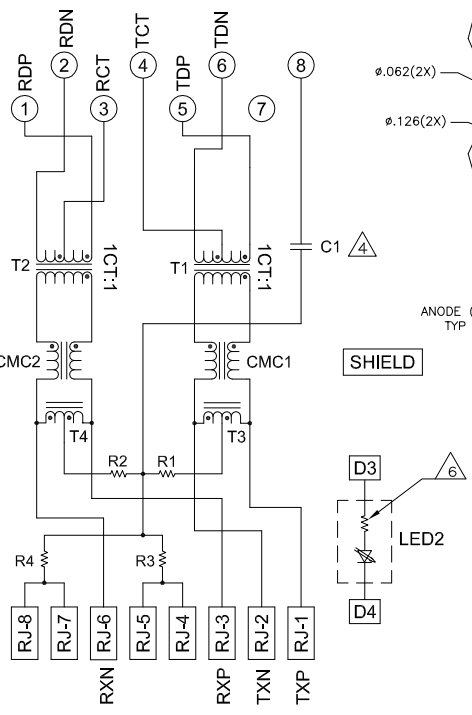 RDP
RDN
RCT
TCT
TDP
TDN
1
2
3
4
5
6
7
8
ø.062(2X)
ø.126(2X)
T2
1CT:1
T1
1CT:1
C1
4
ANODE (
TYP
CMC2
CMC1
SHIELD
T4
T3
R2
R1
D3
6
LED2
R4
R3
D4
RJ-8
RJ-7
RJ-6
RJ-5
RJ-4
RJ-3
RJ-2
RJ-1
RXN
RXP
TXN
TXP